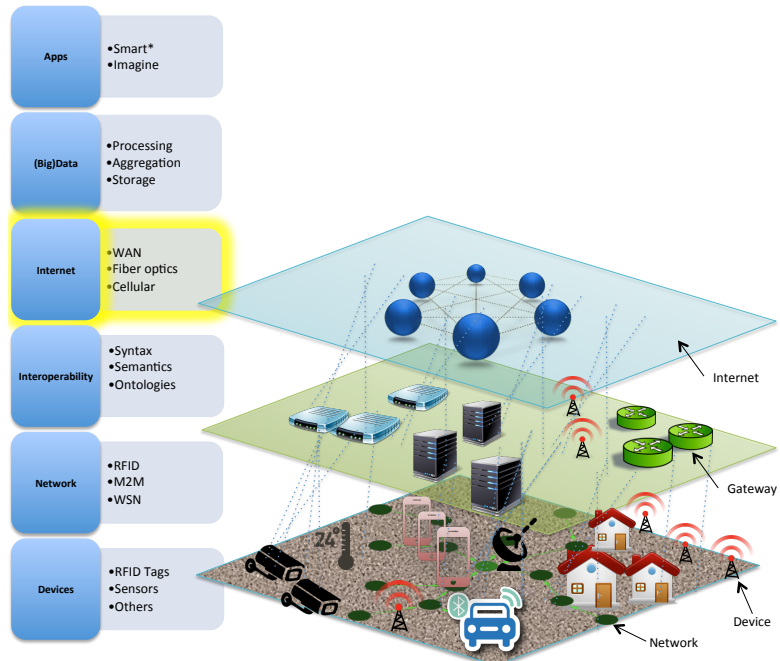 Apps
•Smart*
•Imagine
(Big)Data
•Processing
•Aggregation
•Storage
Internet
•WAN
•Fiber optics
•Cellular
Interoperability
•Syntax
•Semantics
•Ontologies
Network
•RFID
•M2M
•WSN
Devices
•RFID Tags
•Sensors
•Others
Internet
Gateway
24°
Device
Network